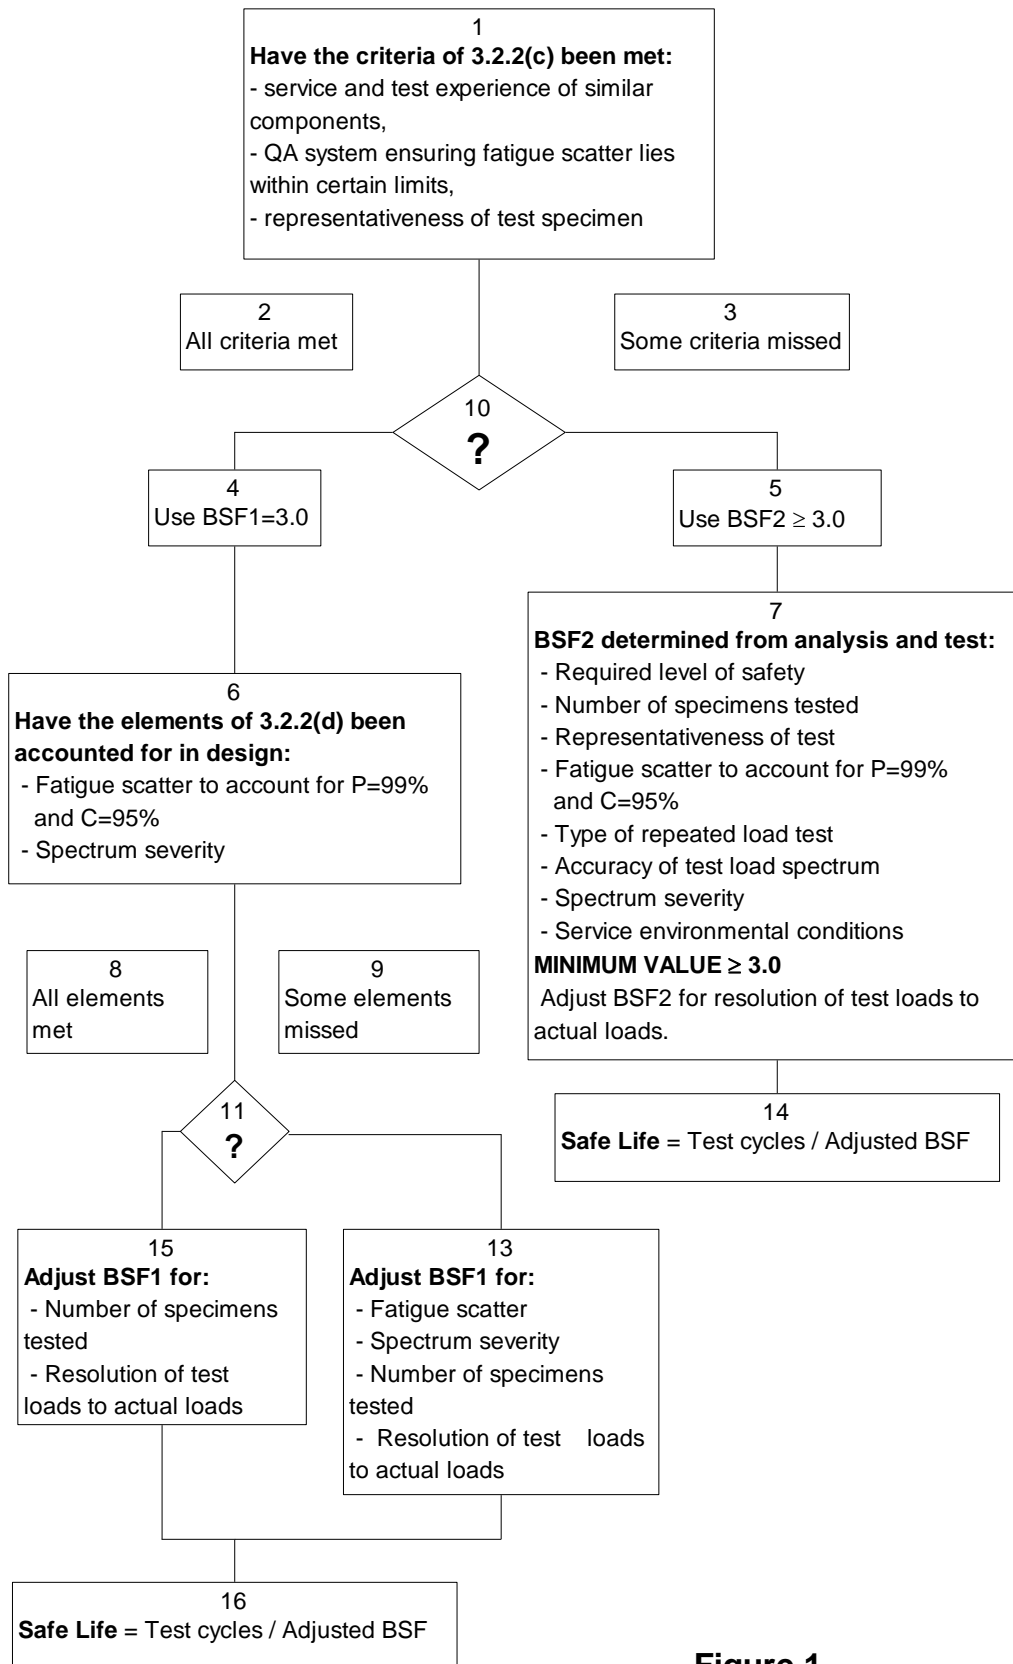 1
Have the criteria of 3.2.2(c) been met:
- service and test experience of similar
components,
- QA system ensuring fatigue scatter lies
within certain limits,
- representativeness of test specimen
2
All criteria met
3
Some criteria missed
10
?
4
Use BSF1=3.0
5
Use BSF2 ≥ 3.0
6
Have the elements of 3.2.2(d) been
accounted for in design:
- Fatigue scatter to account for P=99%
and C=95%
- Spectrum severity
7
BSF2 determined from analysis and test:
- Required level of safety
- Number of specimens tested
- Representativeness of test
- Fatigue scatter to account for P=99%
and C=95%
- Type of repeated load test
- Accuracy of test load spectrum
- Spectrum severity
- Service environmental conditions
MINIMUM VALUE ≥ 3.0
Adjust BSF2 for resolution of test loads to
actual loads.
8
All elements
met
9
Some elements
missed
11
?
14
Safe Life = Test cycles / Adjusted BSF
15
Adjust BSF1 for:
- Number of specimens
tested
- Resolution of test
loads to actual loads
13
Adjust BSF1 for:
- Fatigue scatter
- Spectrum severity
- Number of specimens
tested
- Resolution of test loads
to actual loads
16
Safe Life = Test cycles / Adjusted BSF
Figure 1